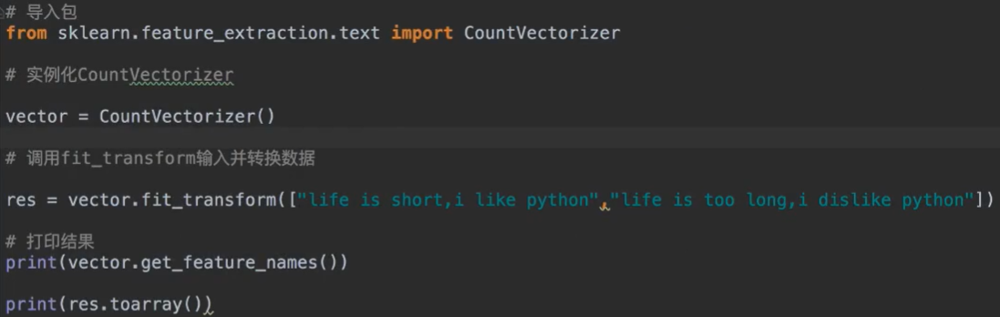 # 导入包
from sklearn.feature_extraction.text import CountVectorizer
# 实例化CountVectorizer
vector = CountVectorizer()
# 调用fit_transform输入并转换数据
res = vector.fit_transform(["life is short,i like python","life is too long,i dislike python"])
# 打印结果
print(vector.get_feature_names())
print(res.toarray())